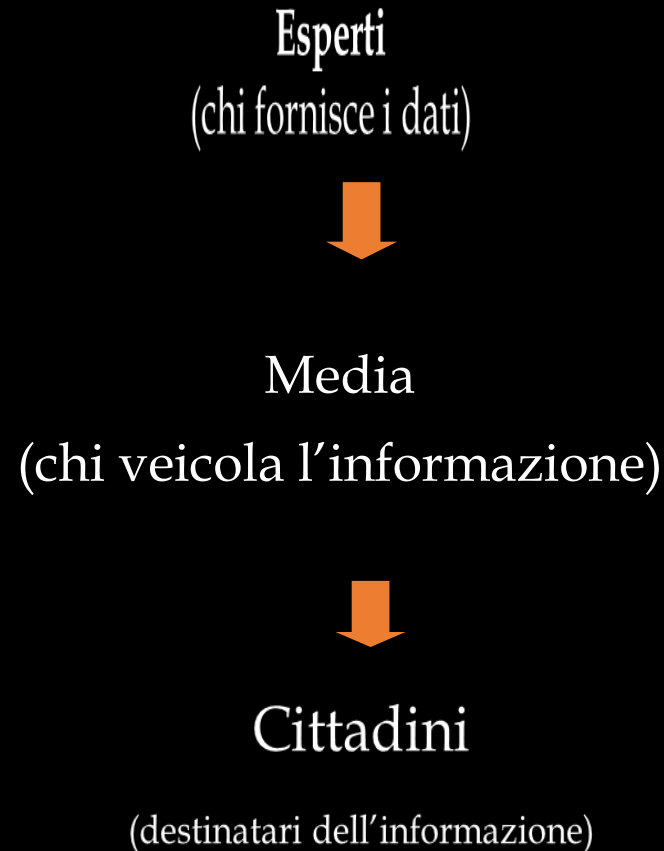 Esperti
(chi fornisce i dati)
Media
(chi veicola l’informazione)
Cittadini
(destinatari dell’informazione)